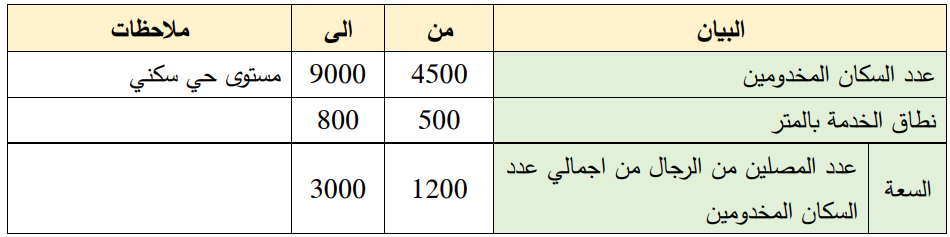 البيان من الى ملاحظات
عدد السكان المخدومين 4500 9000 مستوى حي سكني
نطاق الخدمة بالمتر 500 800
السعة عدد المصلين من الرجال من اجمالي عدد
السكان المخدومين 1200 3000